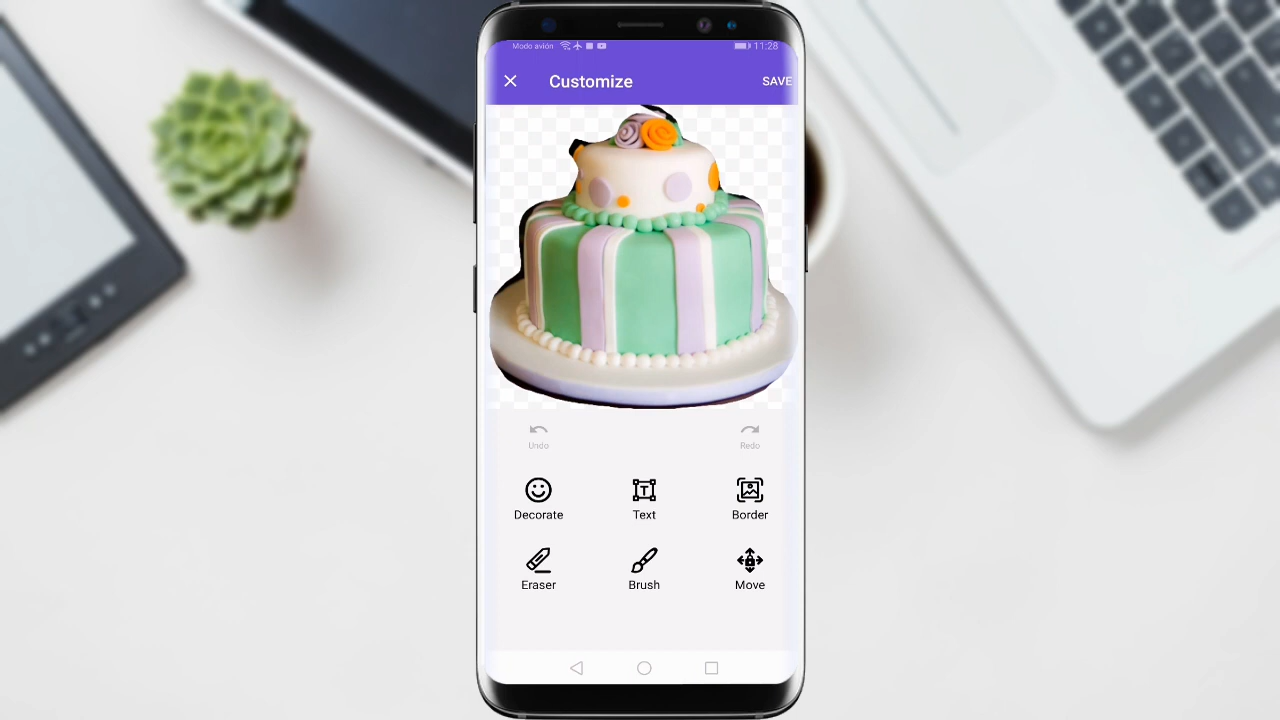 Modo avión 11:28
Customize SAVE
Undo Redo
Decorate Text Border
Eraser Brush Move